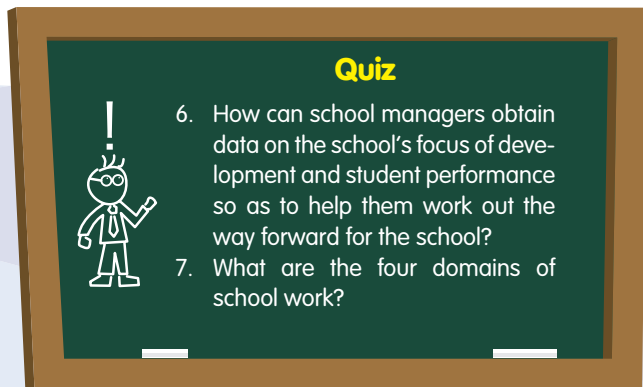 Quiz
!
6. How can school managers obtain
data on the school's focus of deve-
lopment and student performance
so as to help them work out the
way forward for the school?
7. What are the four domains of
school work?